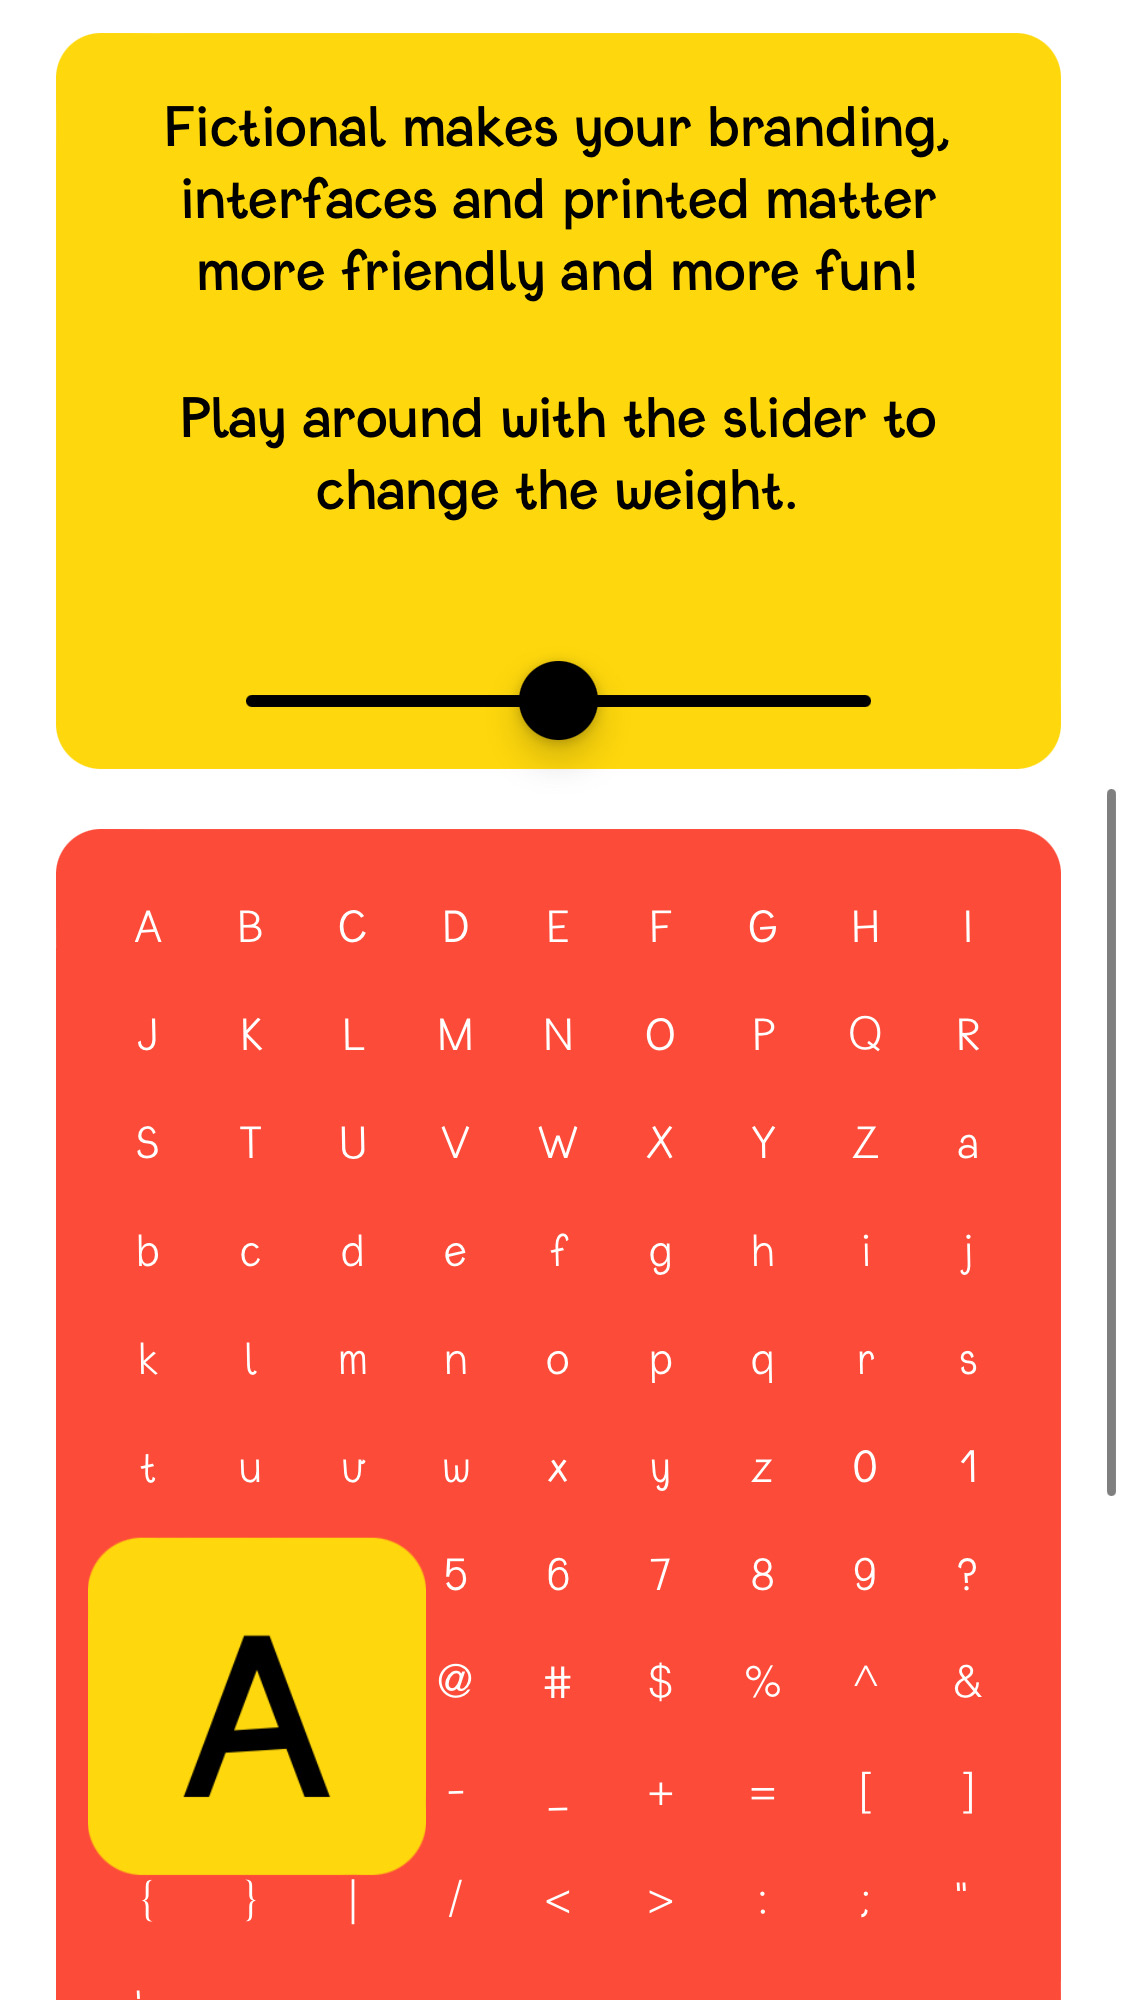 Fictional makes your branding,
interfaces and printed matter
more friendly and more fun!
Play around with the slider to
change the weight.
A B C D E F G H I
J K L M N O P Q R
S T U V W X Y Z a
b c d e f g h i j
k l m n o p q r s
t u v w x y z 0 1
5 6 7 8 9 ?
A
@ # $ % ^ &
- _ + = [ ]
{ } | / < > : ; "